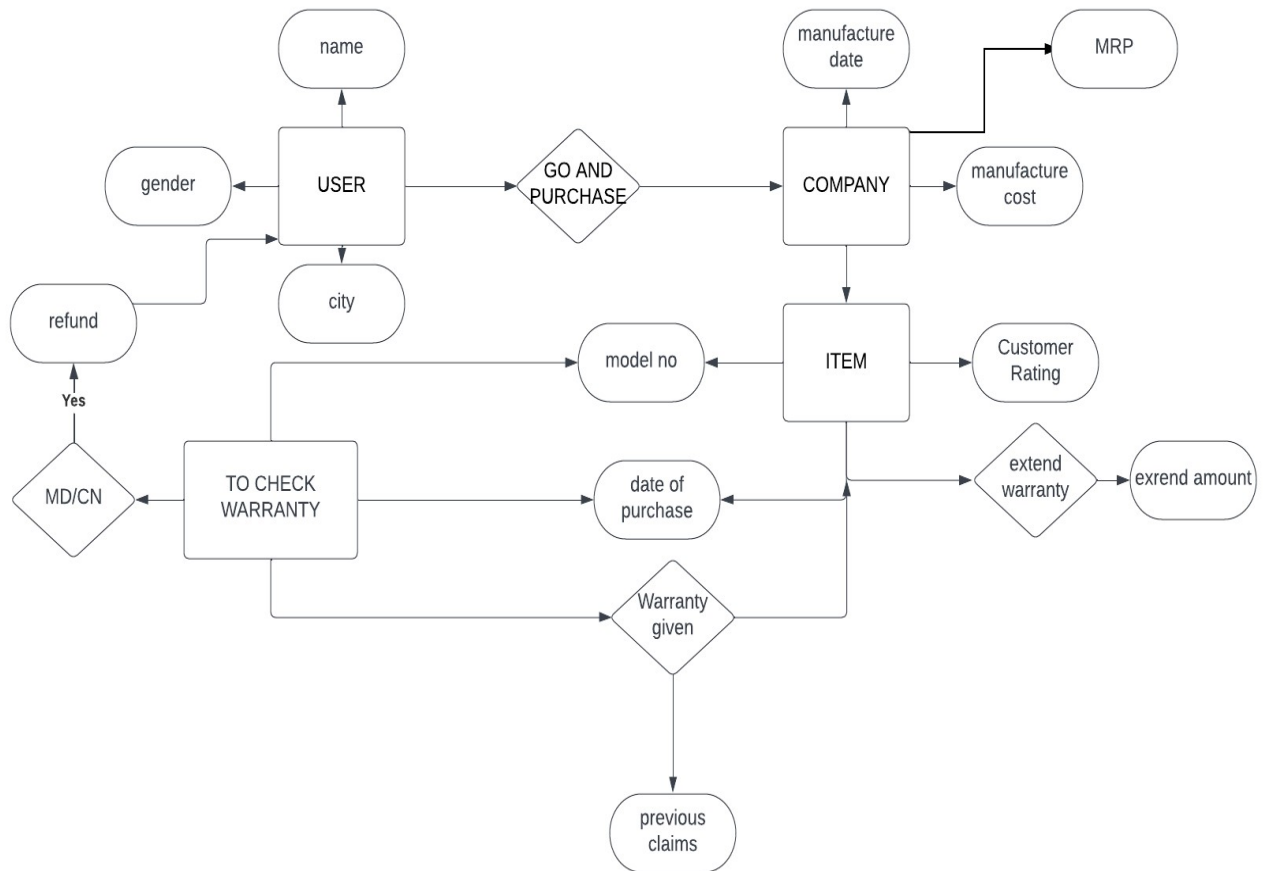 name
manufacture
date
MRP
gender
USER
GO AND
PURCHASE
COMPANY
manufacture
cost
city
refund
model no
ITEM
Customer
Rating
Yes
MD/CN
TO CHECK
WARRANTY
date of
purchase
extend
warranty
exrend amount
Warranty
given
previous
claims